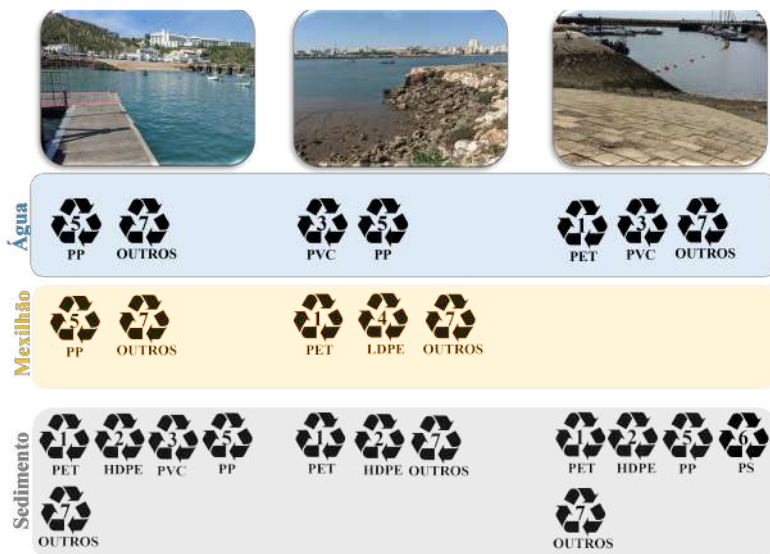 Água
5 7 3 5 1 3 7
PP OUTROS PVC PP PET PVC OUTROS
Mexilhão
5 7 1 4 7
PP OUTROS PET LDPE OUTROS
Sedimento
1 2 3 5 1 2 7 1 2 5 6
PET HDPE PVC PP PET HDPE OUTROS PET HDPE PP PS
7 7
OUTROS OUTROS